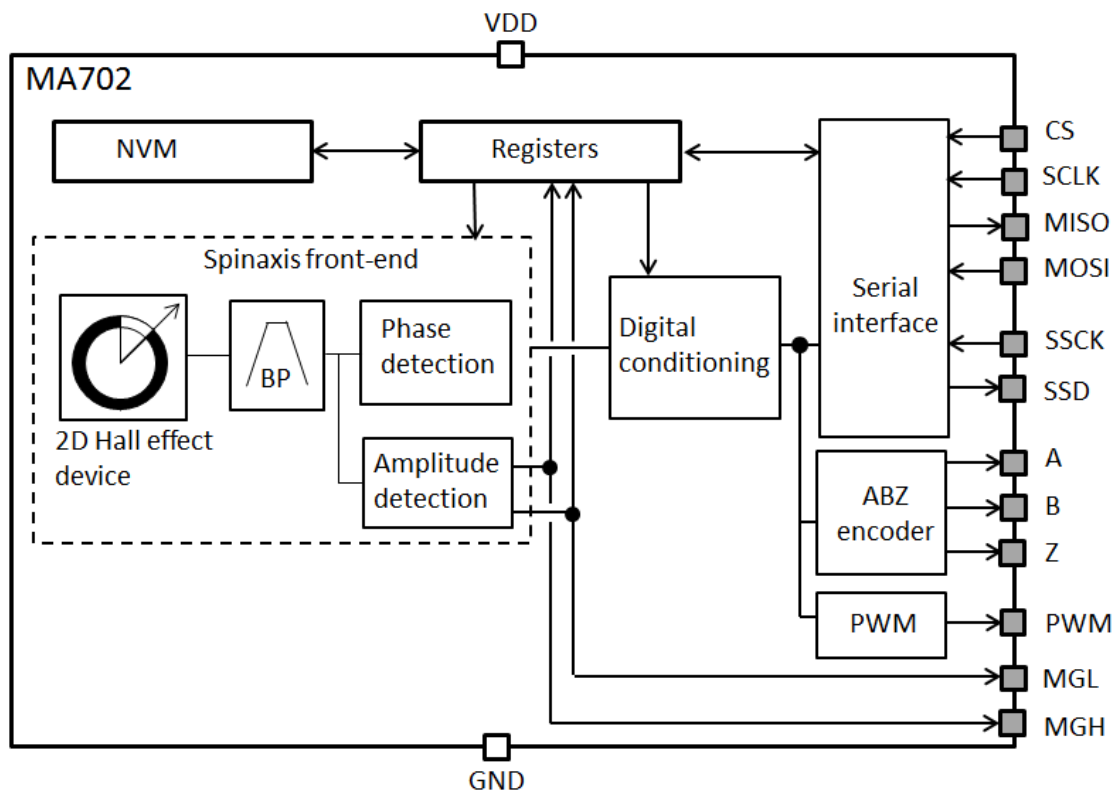 VDD
MA702
NVM
Registers
CS
SCLK
MISO
MOSI
SSCK
SSD
Serial
interface
Spinaxis front-end
Phase
detection
BP
2D Hall effect
device
Amplitude
detection
Digital
conditioning
ABZ
encoder
A
B
Z
PWM
PWM
MGL
MGH
GND